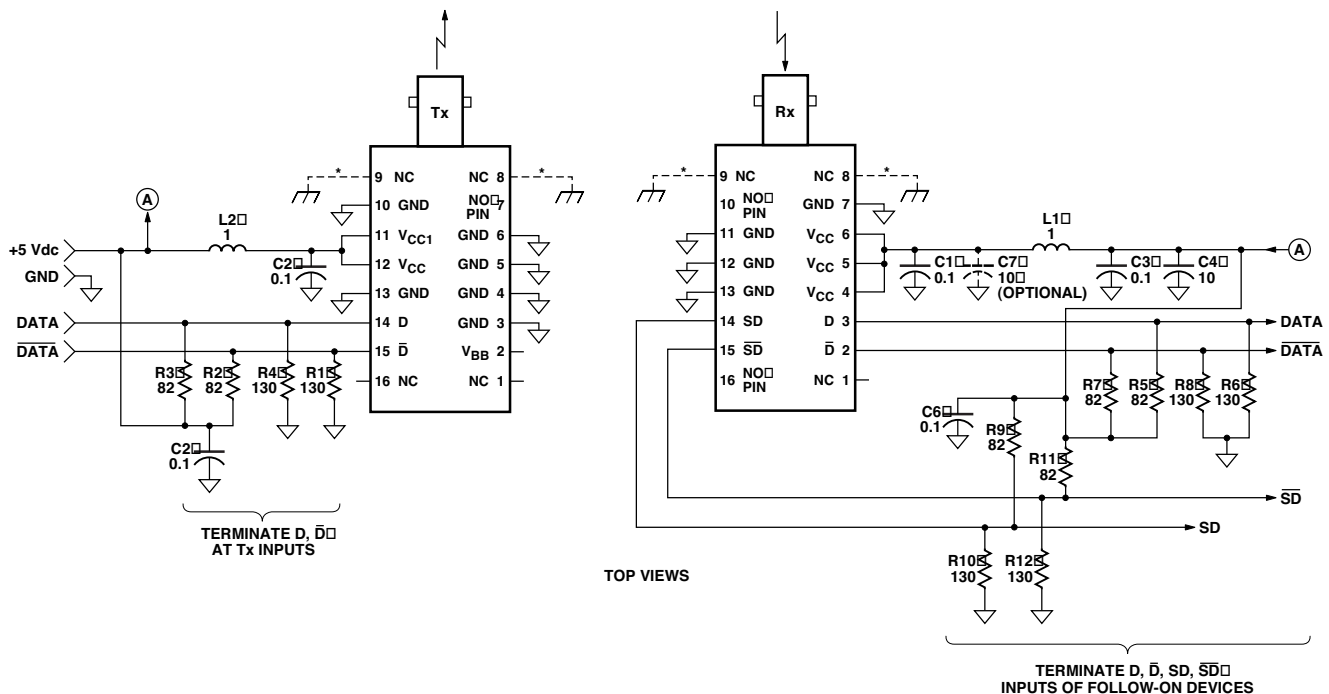 Tx
Rx
*
*
9 NC
NC 8
10 GND
NO□ PIN 7
11 VCC1
GND 6
12 VCC
GND 5
13 GND
GND 4
14 D
GND 3
15 D̄
VBB 2
16 NC
NC 1
A
+5 Vdc
GND
DATA
D̅A̅T̅A̅
L2□
1
C2□
0.1
R3□
82
R2□
82
R4□
130
R1□
130
C2□
0.1
TERMINATE D, D̄□
AT Tx INPUTS
*
*
9 NC
NC 8
10 NO□
PIN
GND 7
11 GND
VCC 6
12 GND
VCC 5
13 GND
VCC 4
14 SD
D 3
15 S̅D̅
D̄ 2
16 NO□
PIN
NC 1
L1□
1
A
C1□
0.1
C7□
10□
(OPTIONAL)
C3□
0.1
C4□
10
DATA
D̅A̅T̅A̅
R7□
82
R5□
82
R8□
130
R6□
130
C6□
0.1
R9□
82
R11□
82
S̅D̅
SD
R10□
130
R12□
130
TOP VIEWS
TERMINATE D, D̄, SD, S̅D̅□
INPUTS OF FOLLOW-ON DEVICES